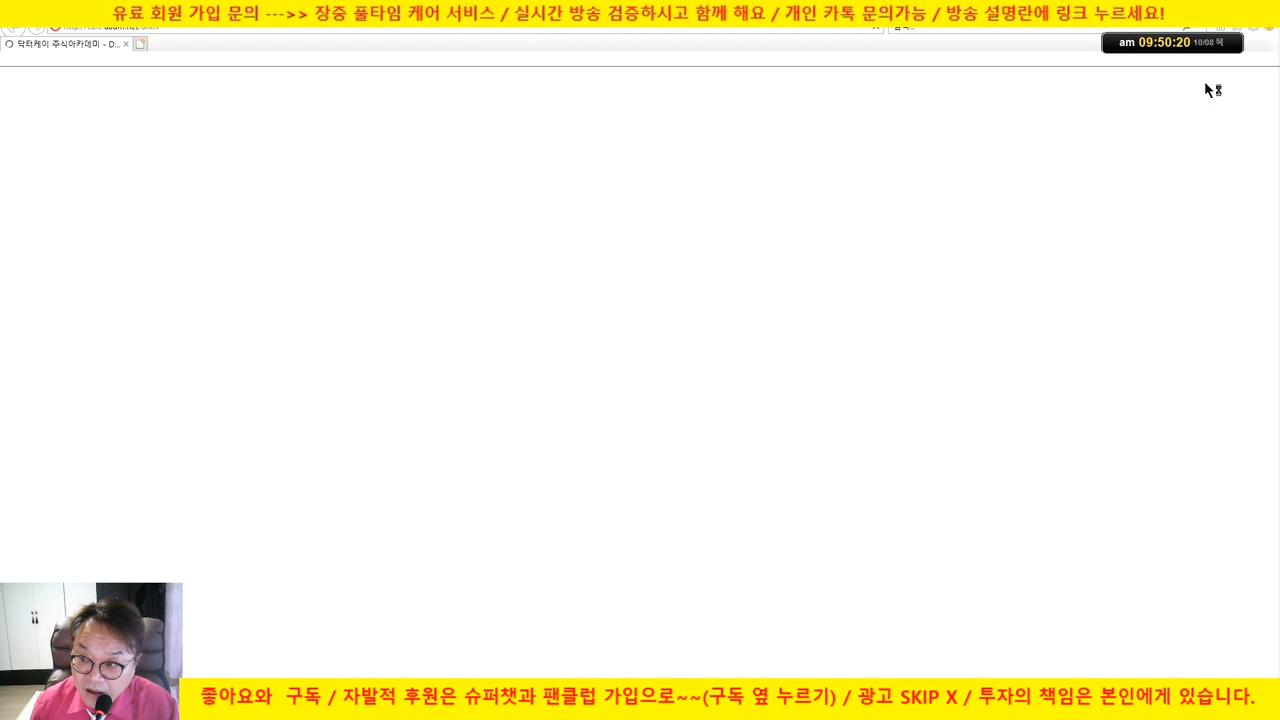 유료 회원 가입 문의 --->> 장중 풀타임 케어 서비스 / 실시간 방송 검증하시고 함께 해요 / 개인 카톡 문의가능 / 방송 설명란에 링크 누르세요!
닥터케이 주식아카데미 - D...
am 09:50:20 10/08 목
좋아요와 구독 / 자발적 후원은 슈퍼챗과 팬클럽 가입으로~~(구독 옆 누르기) / 광고 SKIP X / 투자의 책임은 본인에게 있습니다.